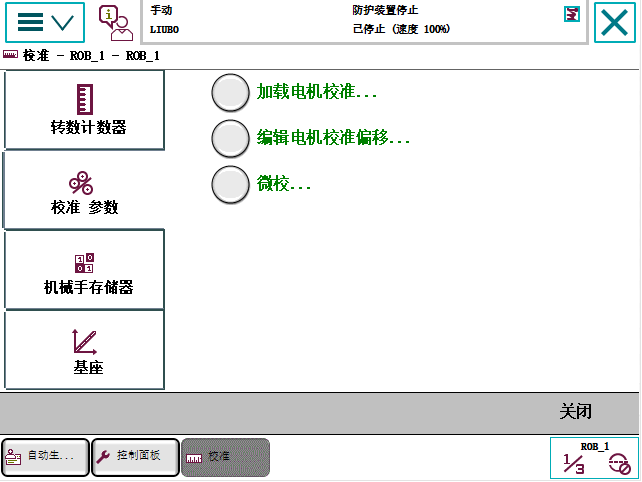 手动
防护装置停止
LIUBO
己停止 (速度 100%)
校准 - ROB_1 - ROB_1
转数计数器
校准 参数
机械手存储器
基座
加载电机校准...
编辑电机校准偏移...
微校...
关闭
自动生...
控制面板
校准
ROB_1
1/3